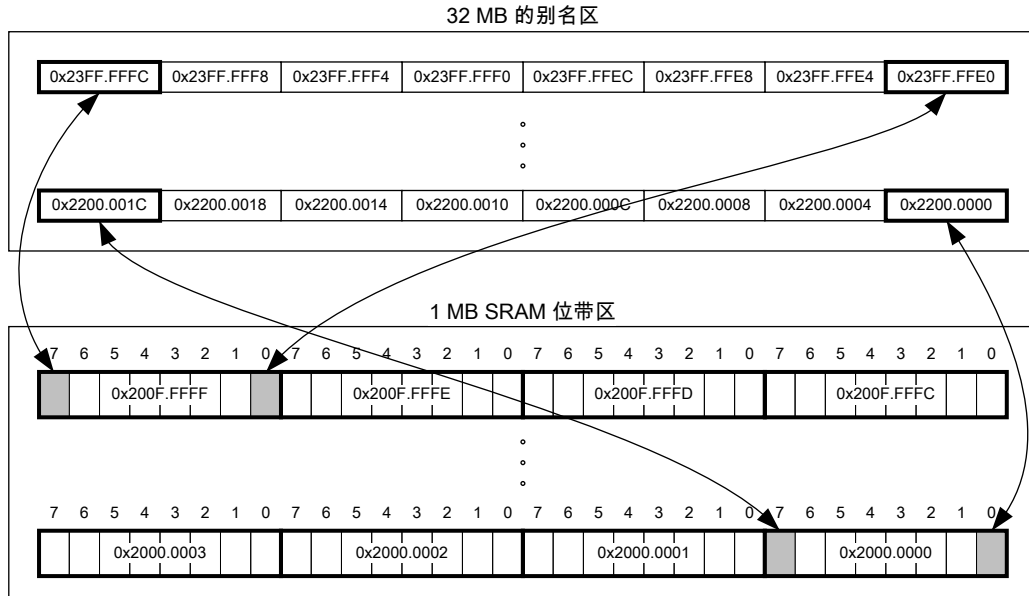 32 MB 的别名区
0x23FF.FFFC 0x23FF.FFF8 0x23FF.FFF4 0x23FF.FFF0 0x23FF.FFEC 0x23FF.FFE8 0x23FF.FFE4 0x23FF.FFE0
0x2200.001C 0x2200.0018 0x2200.0014 0x2200.0010 0x2200.000C 0x2200.0008 0x2200.0004 0x2200.0000
1 MB SRAM 位带区
7 6 5 4 3 2 1 0 7 6 5 4 3 2 1 0 7 6 5 4 3 2 1 0 7 6 5 4 3 2 1 0
0x200F.FFFF 0x200F.FFFE 0x200F.FFFD 0x200F.FFFC
7 6 5 4 3 2 1 0 7 6 5 4 3 2 1 0 7 6 5 4 3 2 1 0 7 6 5 4 3 2 1 0
0x2000.0003 0x2000.0002 0x2000.0001 0x2000.0000